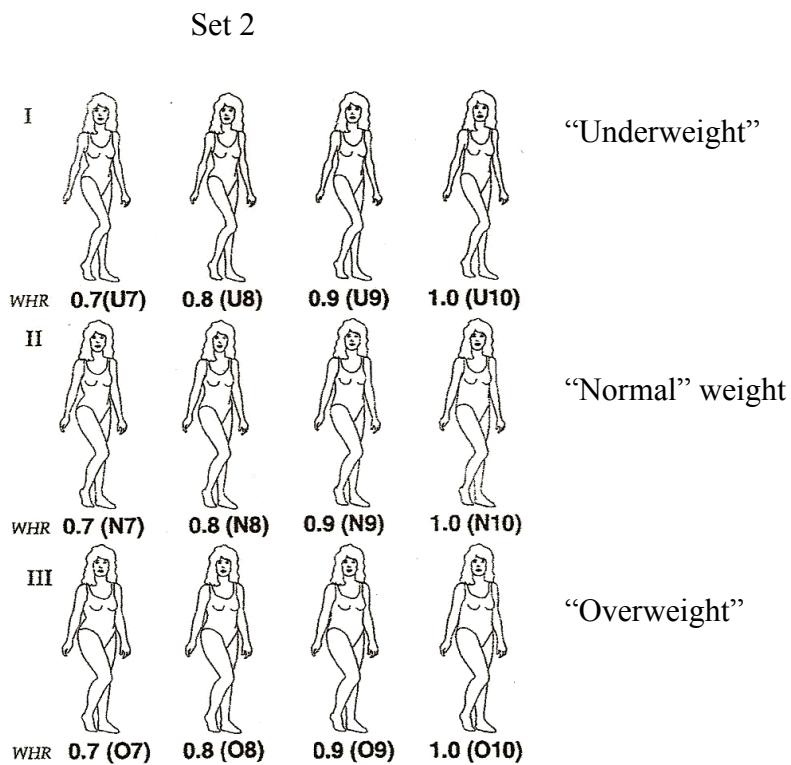 Set 2
I
“Underweight”
WHR 0.7(U7) 0.8 (U8) 0.9 (U9) 1.0 (U10)
II
“Normal” weight
WHR 0.7 (N7) 0.8 (N8) 0.9 (N9) 1.0 (N10)
III
“Overweight”
WHR 0.7 (O7) 0.8 (O8) 0.9 (O9) 1.0 (O10)